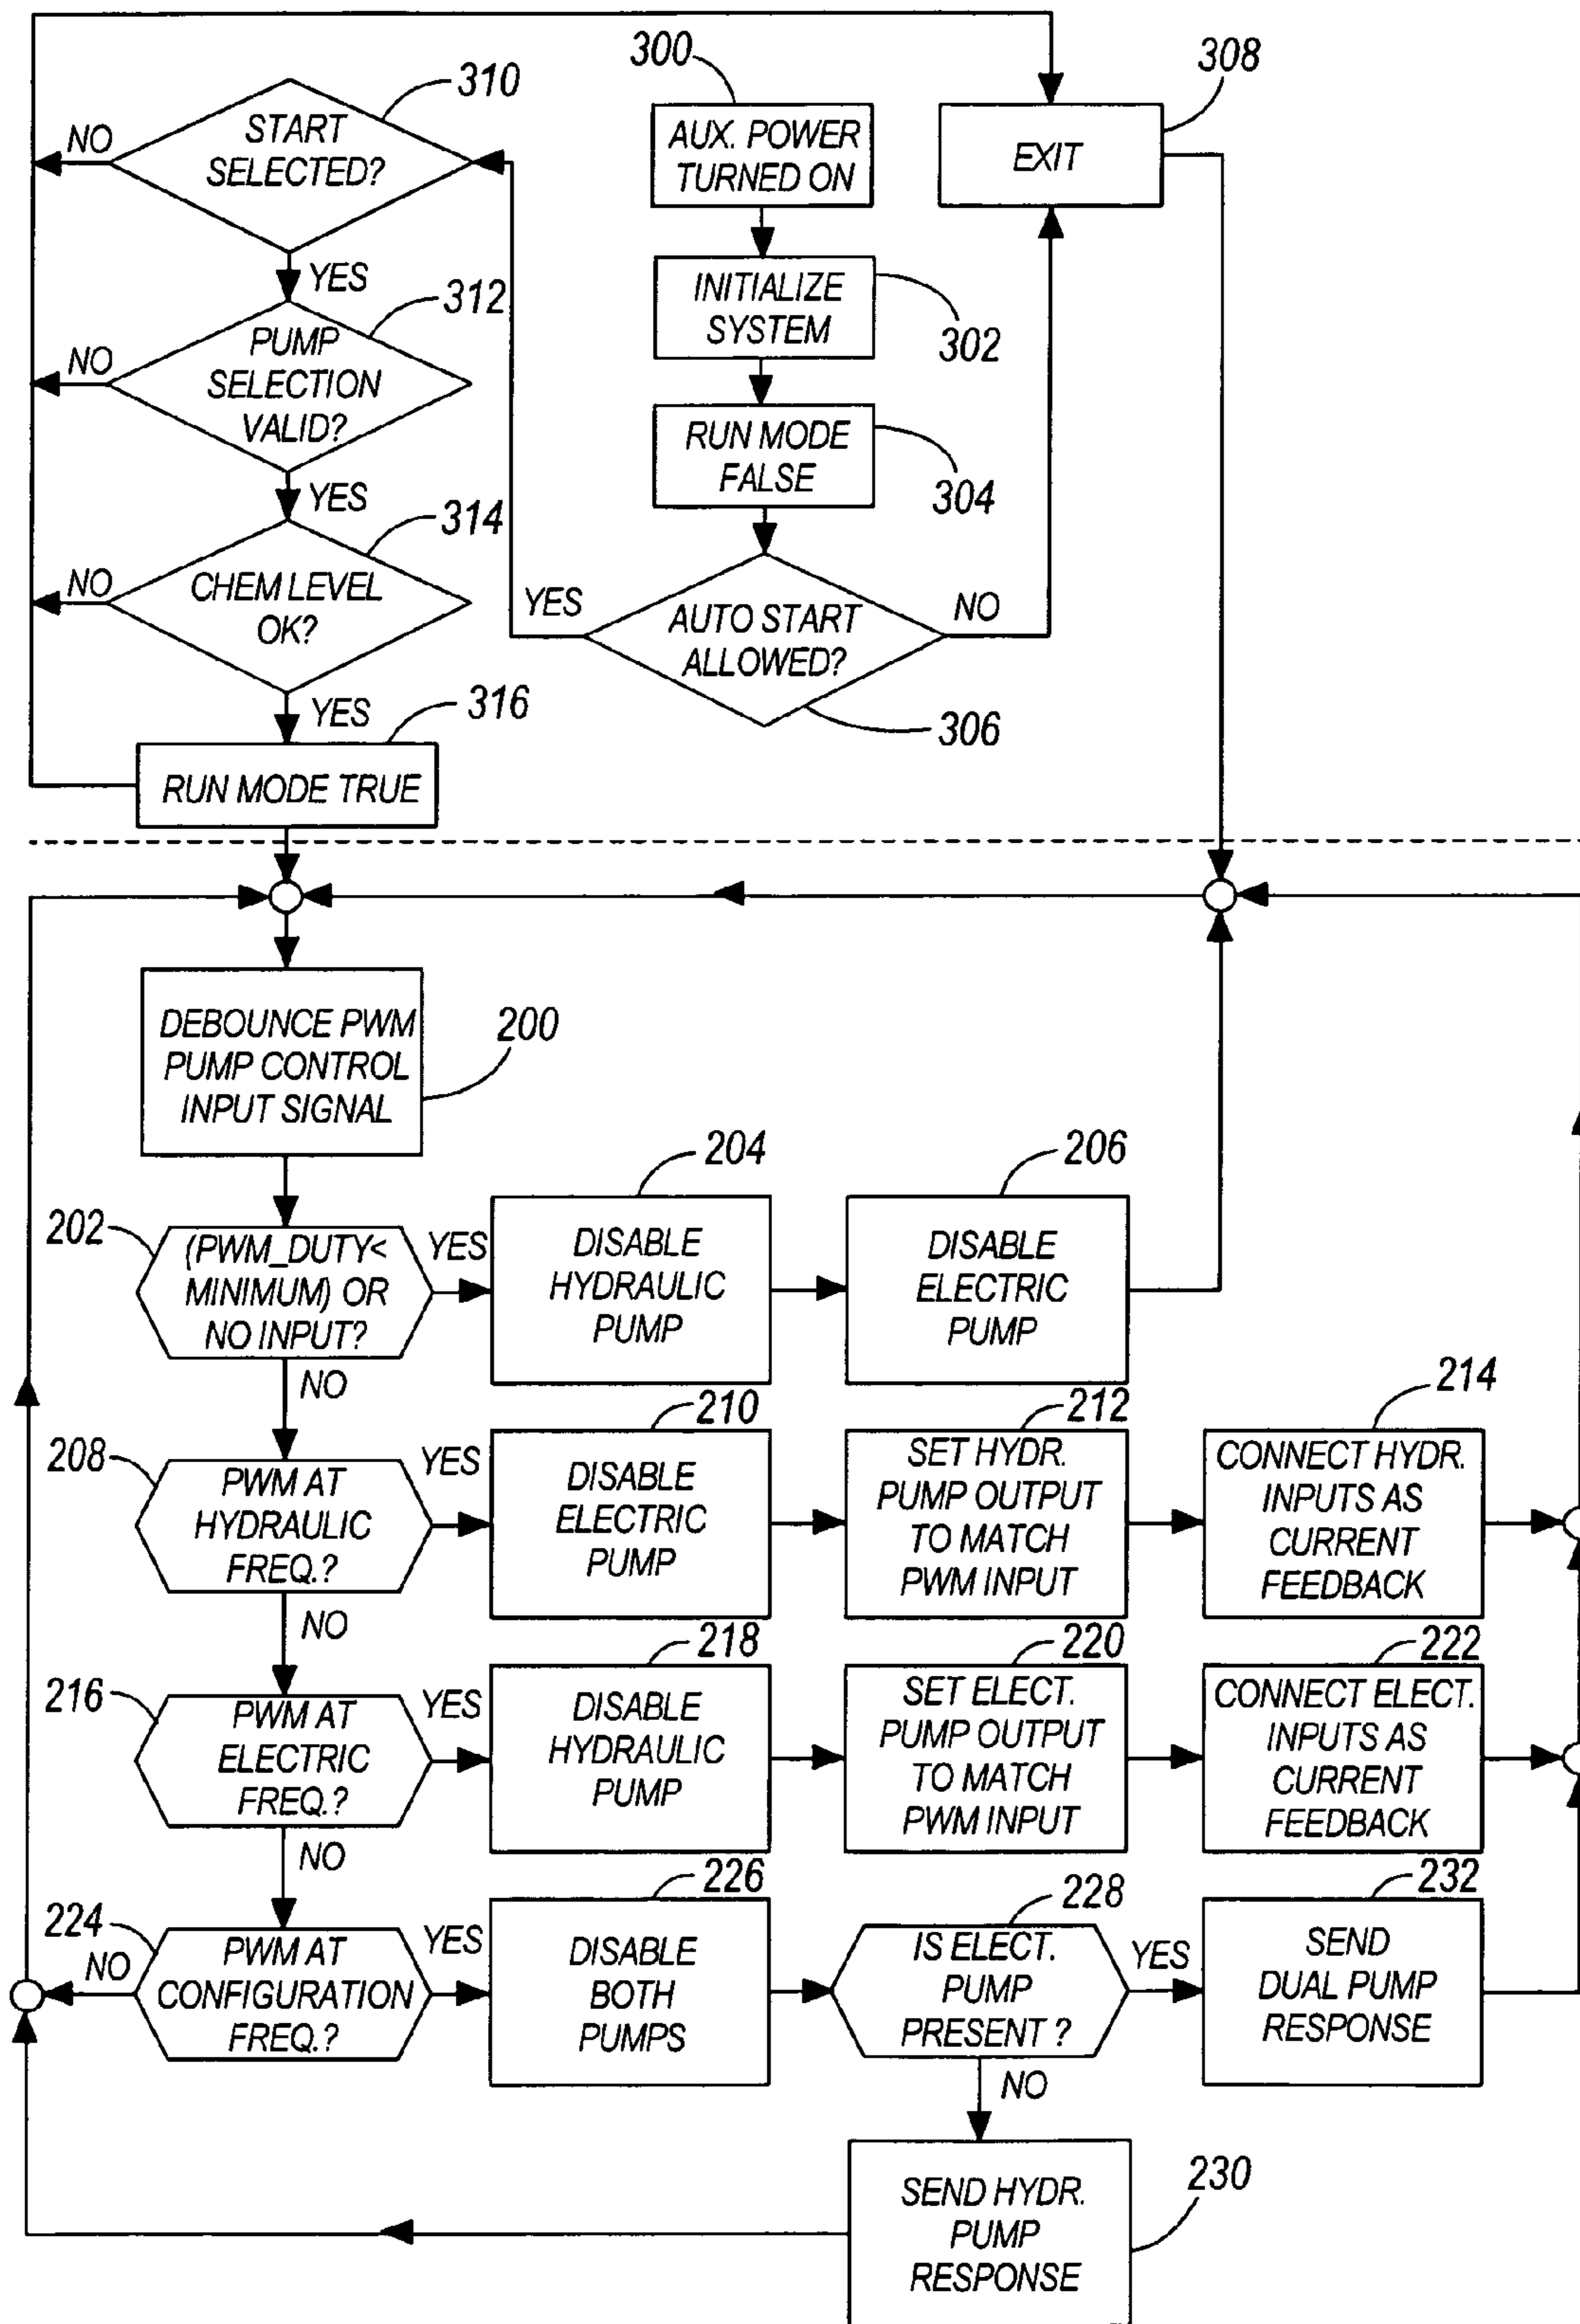 300
308
310
START
SELECTED?
NO
AUX. POWER
TURNED ON
EXIT
YES
312
INITIALIZE
SYSTEM
302
PUMP
SELECTION
VALID?
NO
RUN MODE
FALSE
304
YES
314
CHEM LEVEL
OK?
NO
YES
AUTO START
ALLOWED?
NO
306
YES
316
RUN MODE TRUE
DEBOUNCE PWM
PUMP CONTROL
INPUT SIGNAL
200
202
(PWM_DUTY<
MINIMUM) OR
NO INPUT?
YES
204
DISABLE
HYDRAULIC
PUMP
206
DISABLE
ELECTRIC
PUMP
NO
208
PWM AT
HYDRAULIC
FREQ.?
YES
210
DISABLE
ELECTRIC
PUMP
212
SET HYDR.
PUMP OUTPUT
TO MATCH
PWM INPUT
214
CONNECT HYDR.
INPUTS AS
CURRENT
FEEDBACK
NO
216
PWM AT
ELECTRIC
FREQ.?
YES
218
DISABLE
HYDRAULIC
PUMP
220
SET ELECT.
PUMP OUTPUT
TO MATCH
PWM INPUT
222
CONNECT ELECT.
INPUTS AS
CURRENT
FEEDBACK
NO
224
NO
PWM AT
CONFIGURATION
FREQ.?
YES
226
DISABLE
BOTH
PUMPS
228
IS ELECT.
PUMP
PRESENT ?
YES
232
SEND
DUAL PUMP
RESPONSE
NO
230
SEND HYDR.
PUMP
RESPONSE